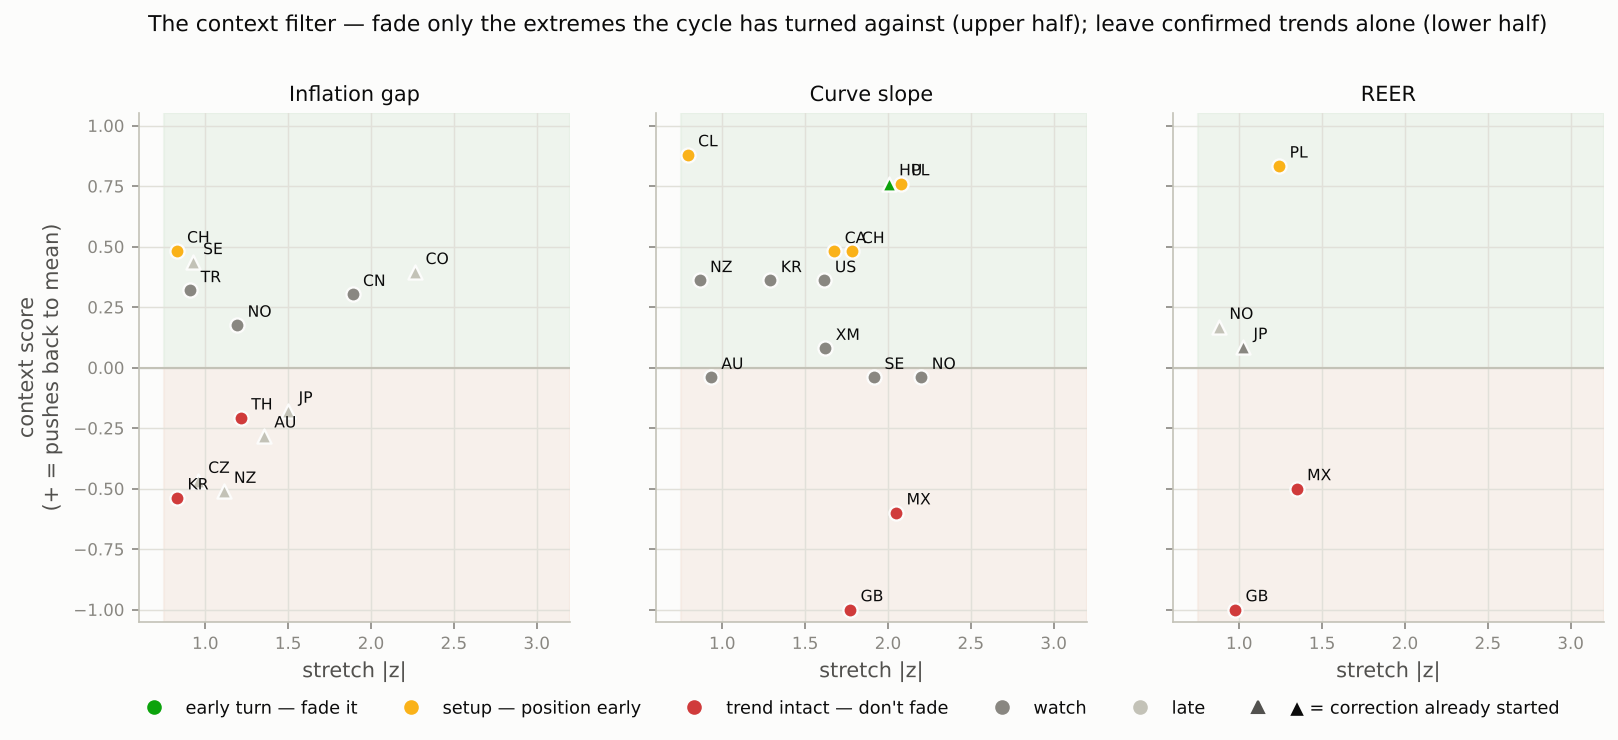 The context filter — fade only the extremes the cycle has turned against (upper half); leave confirmed trends alone (lower half)
Inflation gap
Curve slope
REER
context score
(+ = pushes back to mean)
1.00
0.75
0.50
0.25
0.00
−0.25
−0.50
−0.75
−1.00
CH
SE
TR
NO
CN
CO
TH
JP
AU
CZ
KR
NZ
1.0
1.5
2.0
2.5
3.0
stretch |z|
CL
HU
PL
CA
CH
NZ
KR
US
XM
AU
SE
NO
MX
GB
1.0
1.5
2.0
2.5
3.0
stretch |z|
PL
NO
JP
MX
GB
1.0
1.5
2.0
2.5
3.0
stretch |z|
early turn — fade it
setup — position early
trend intact — don't fade
watch
late
▲ = correction already started